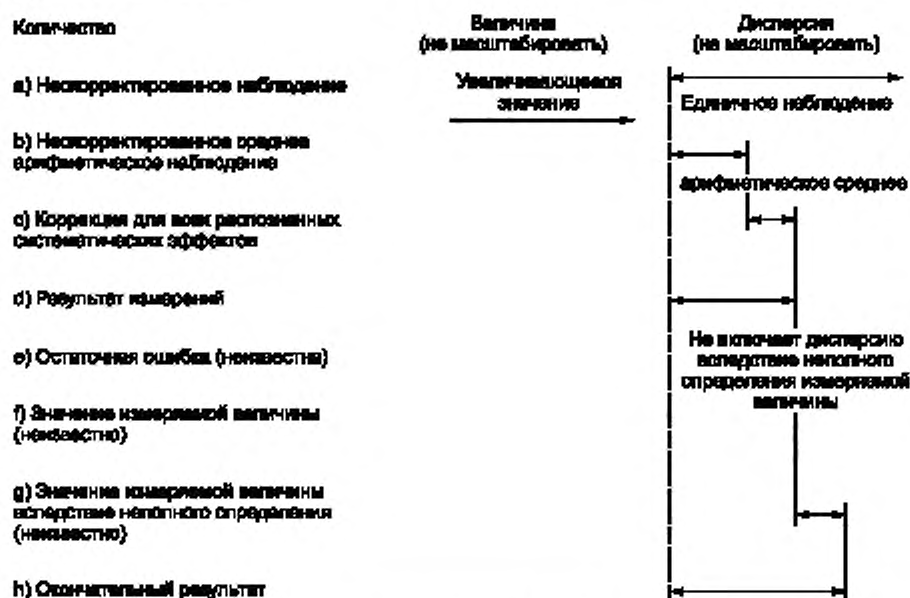 Количество
Величина
(не масштабировать)
Дисперсия
(не масштабировать)
a) Нескорректированное наблюдение
Увеличивающееся
значение
Единичное наблюдение
b) Нескорректированное среднее
арифметическое наблюдение
арифметическое среднее
c) Коррекция для всех распознанных
систематических эффектов
d) Результат измерений
e) Остаточная ошибка (неизвестна)
Не включает дисперсию
вследствие неполного
определения измеряемой
величины
f) Значение измеряемой величины
(неизвестно)
g) Значение измеряемой величины
вследствие неполного определения
(неизвестно)
h) Окончательный результат